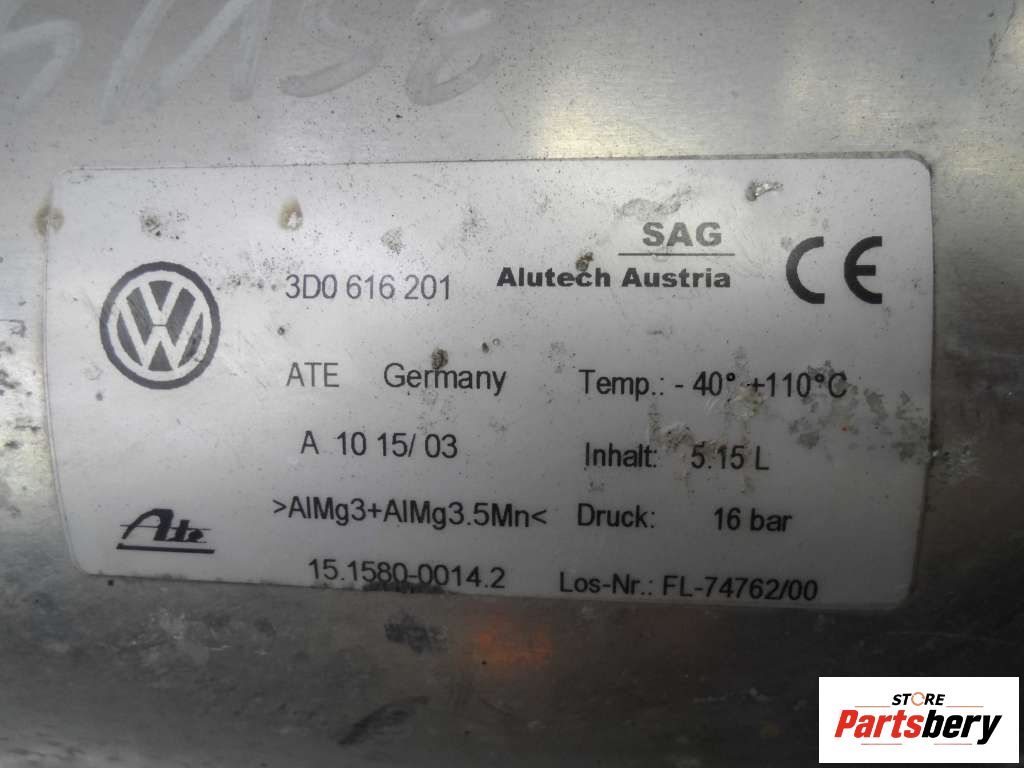 SAG
3D0 616 201 Alutech Austria CE
ATE Germany Temp.: - 40° +110°C
A 10 15/ 03 Inhalt: 5.15 L
>AlMg3+AlMg3.5Mn< Druck: 16 bar
Ate
15.1580-0014.2 Los-Nr.: FL-74762/00
STORE
Partsbery